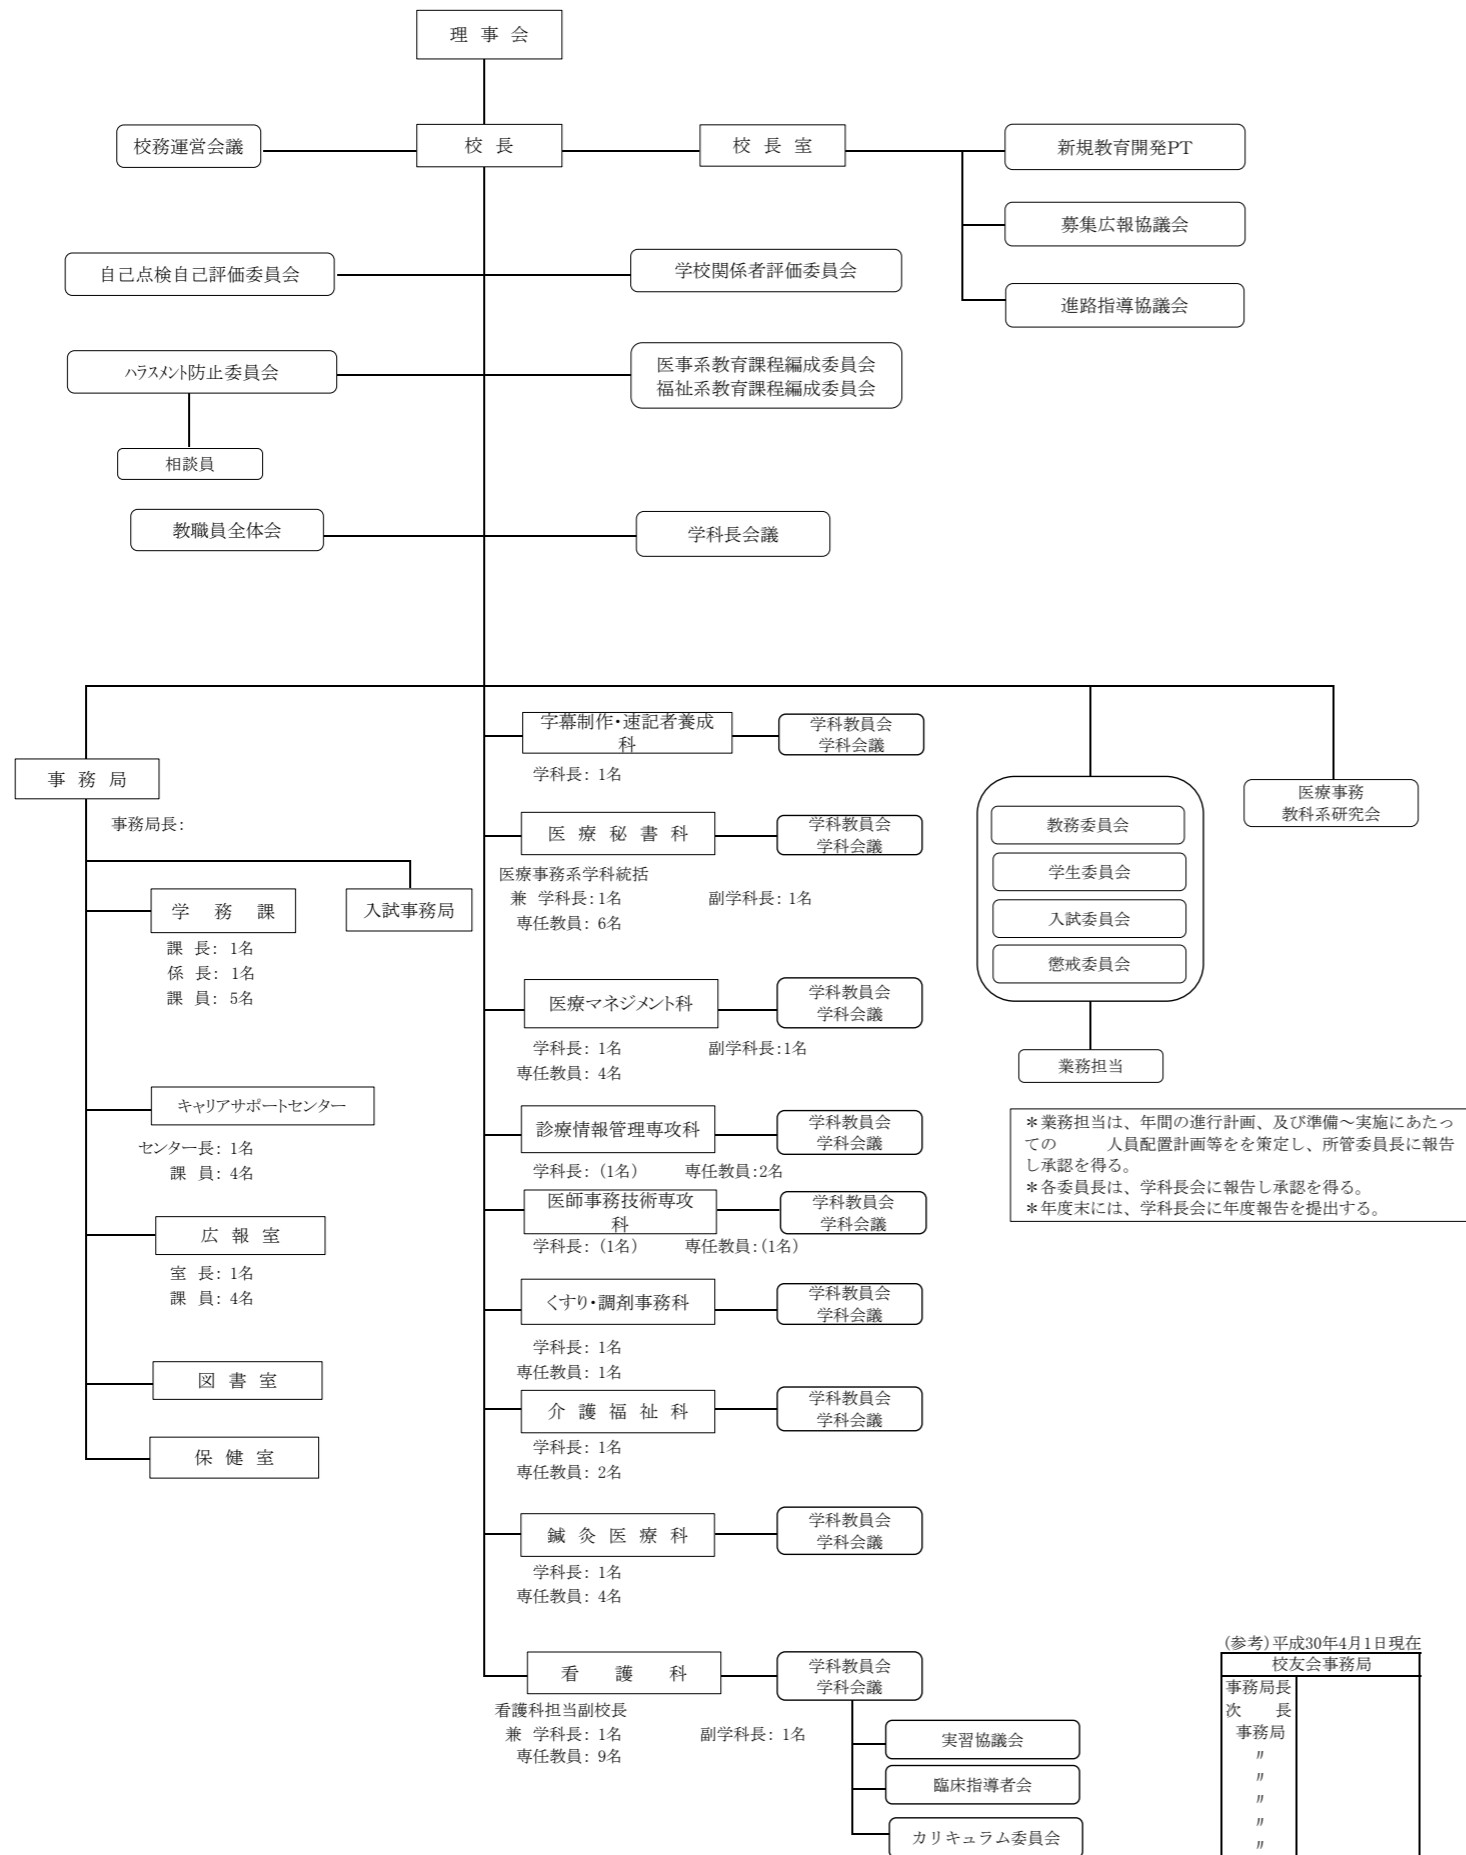 理 事 会
校務運営会議
校 長
校 長 室
新規教育開発PT
募集広報協議会
進路指導協議会
自己点検自己評価委員会
学校関係者評価委員会
ハラスメント防止委員会
医事系教育課程編成委員会
福祉系教育課程編成委員会
相談員
教職員全体会
学科長会議
事 務 局
事務局長:
学 務 課
入試事務局
課 長: 1名
係 長: 1名
課 員: 5名
キャリアサポートセンター
センター長: 1名
課 員: 4名
広 報 室
室 長: 1名
課 員: 4名
図 書 室
保 健 室
字幕制作・速記者養成
科
学科教員会
学科会議
学科長: 1名
医 療 秘 書 科
学科教員会
学科会議
医療事務系学科統括
兼 学科長:1名 副学科長: 1名
専任教員: 6名
医療マネジメント科
学科教員会
学科会議
学科長: 1名 副学科長:1名
専任教員: 4名
診療情報管理専攻科
学科教員会
学科会議
学科長: (1名) 専任教員:2名
医師事務技術専攻
科
学科教員会
学科会議
学科長: (1名) 専任教員:(1名)
くすり・調剤事務科
学科教員会
学科会議
学科長: 1名
専任教員: 1名
介 護 福 祉 科
学科教員会
学科会議
学科長: 1名
専任教員: 2名
鍼 灸 医 療 科
学科教員会
学科会議
学科長: 1名
専任教員: 4名
看 護 科
学科教員会
学科会議
看護科担当副校長
兼 学科長: 1名 副学科長: 1名
専任教員: 9名
実習協議会
臨床指導者会
カリキュラム委員会
教務委員会
学生委員会
入試委員会
懲戒委員会
業務担当
医療事務
教科系研究会
＊業務担当は、年間の進行計画、及び準備～実施にあたっ
ての 人員配置計画等をを策定し、所管委員長に報告
し承認を得る。
＊各委員長は、学科長会に報告し承認を得る。
＊年度末には、学科長会に年度報告を提出する。
(参考)平成30年4月1日現在
校友会事務局
事務局長
次 長
事務局
〃
〃
〃
〃
〃